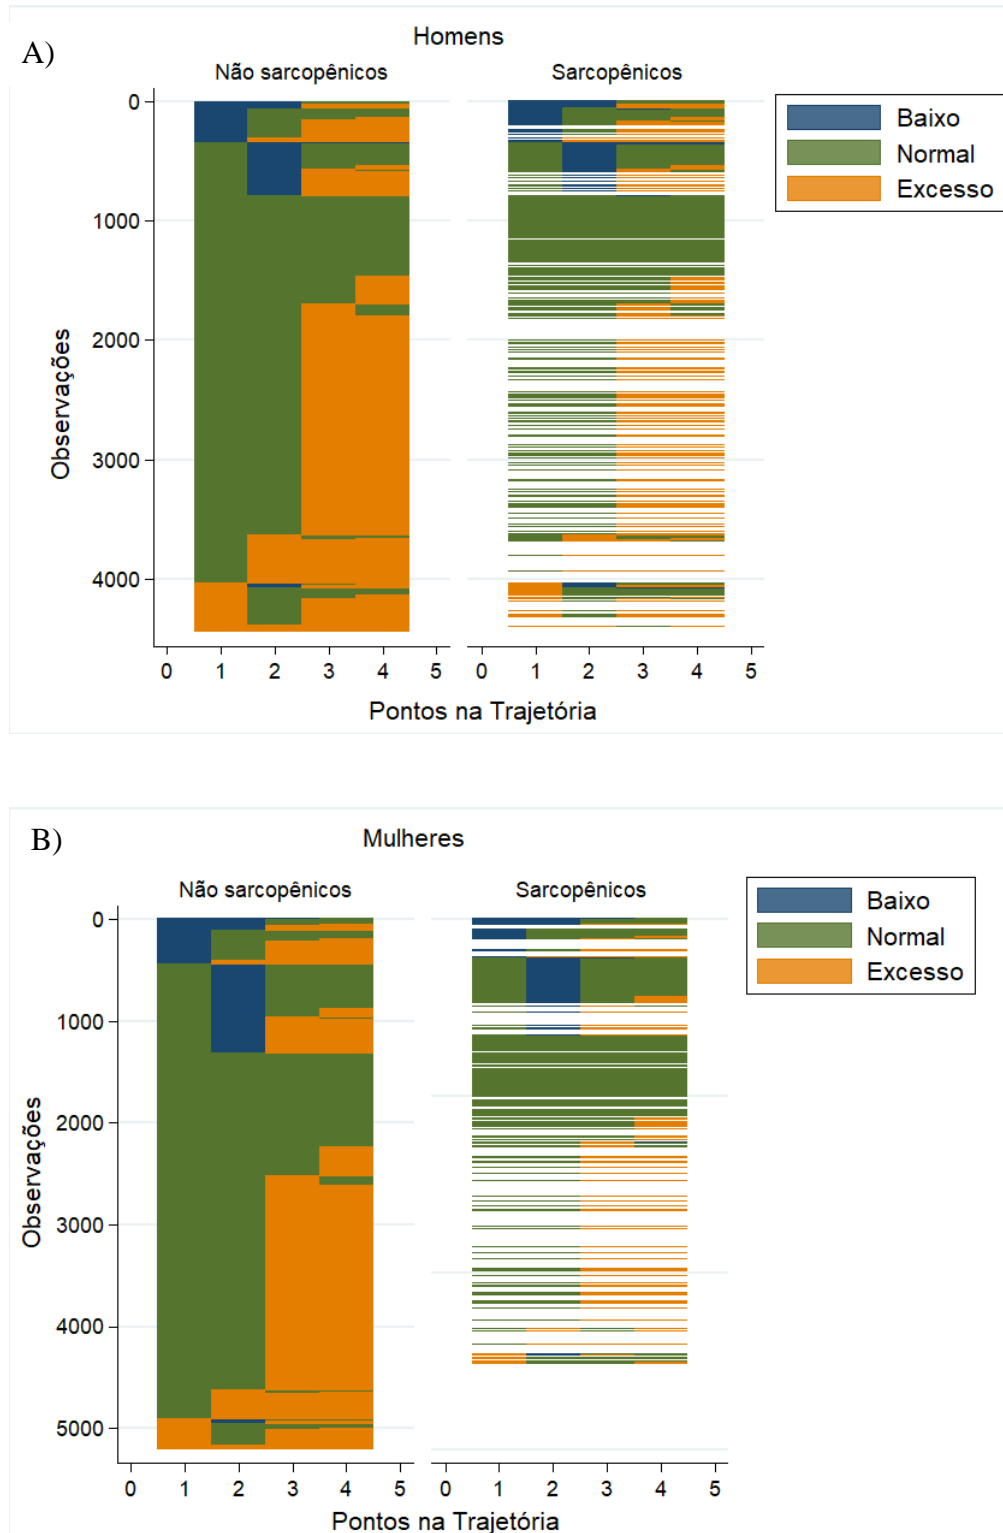 A)
Homens
Não sarcopênicos
Sarcopênicos
Baixo
Normal
Excesso
Observações
0
1000
2000
3000
4000
0 1 2 3 4 5
0 1 2 3 4 5
Pontos na Trajetória
B)
Mulheres
Não sarcopênicos
Sarcopênicos
Baixo
Normal
Excesso
Observações
0
1000
2000
3000
4000
5000
0 1 2 3 4 5
0 1 2 3 4 5
Pontos na Trajetória